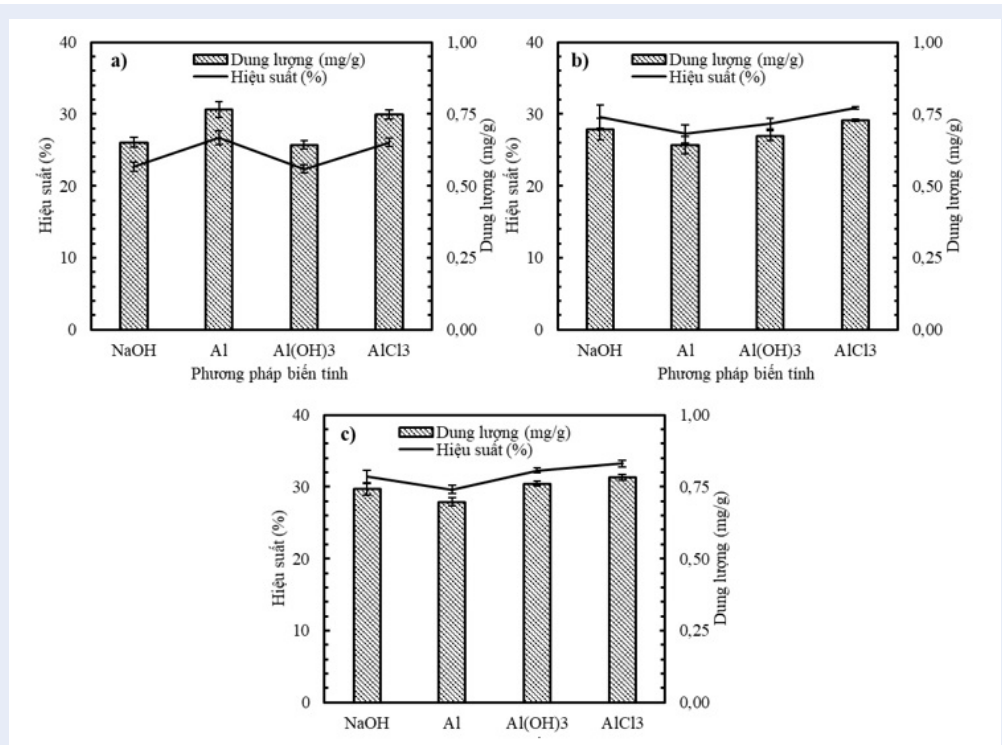 a)
Dung lượng (mg/g)
Hiệu suất (%)
40
30
20
10
0
Hiệu suất (%)
1,00
0,75
0,50
0,25
0,00
Dung lượng (mg/g)
NaOH Al Al(OH)3 AlCl3
Phương pháp biến tính
b)
Dung lượng (mg/g)
Hiệu suất (%)
40
30
20
10
0
Hiệu suất (%)
1,00
0,75
0,50
0,25
0,00
Dung lượng (mg/g)
NaOH Al Al(OH)3 AlCl3
Phương pháp biến tính
c)
Dung lượng (mg/g)
Hiệu suất (%)
40
30
20
10
0
Hiệu suất (%)
1,00
0,75
0,50
0,25
0,00
Dung lượng (mg/g)
NaOH Al Al(OH)3 AlCl3